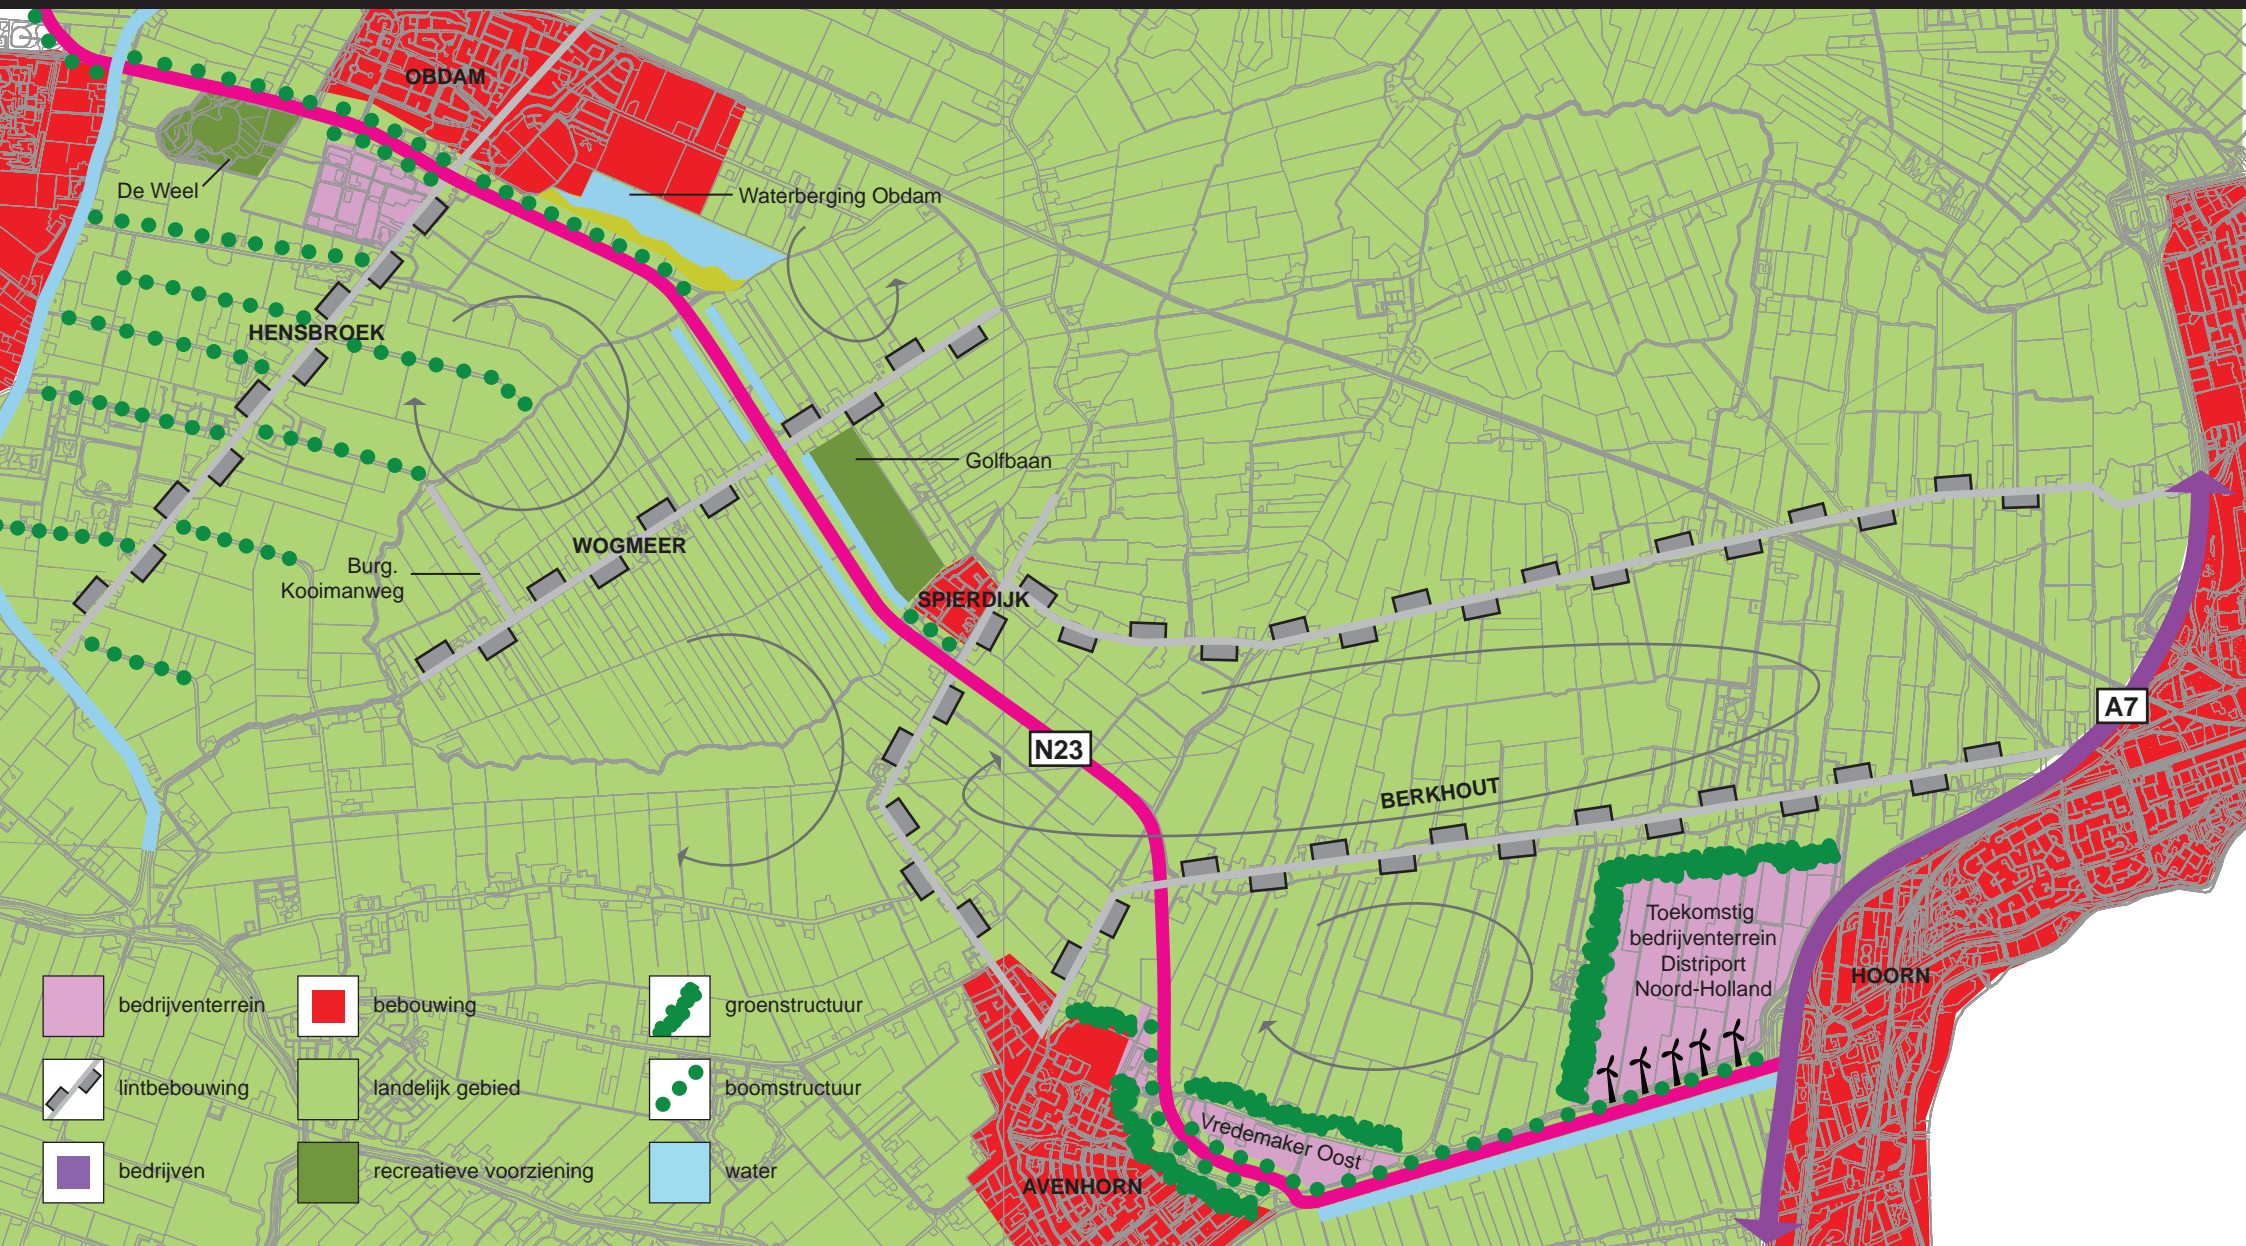 OBDAM
De Weel
Waterberging Obdam
HENSBROEK
Golfbaan
WOGMEER
Burg.
Kooimanweg
SPIERDIJK
A7
N23
BERKHOUT
Toekomstig
bedrijventerrein
Distriport
Noord-Holland
HOORN
Vredemaker Oost
AVENHORN
bedrijventerrein
bebouwing
groenstructuur
lintbebouwing
landelijk gebied
boomstructuur
bedrijven
recreatieve voorziening
water